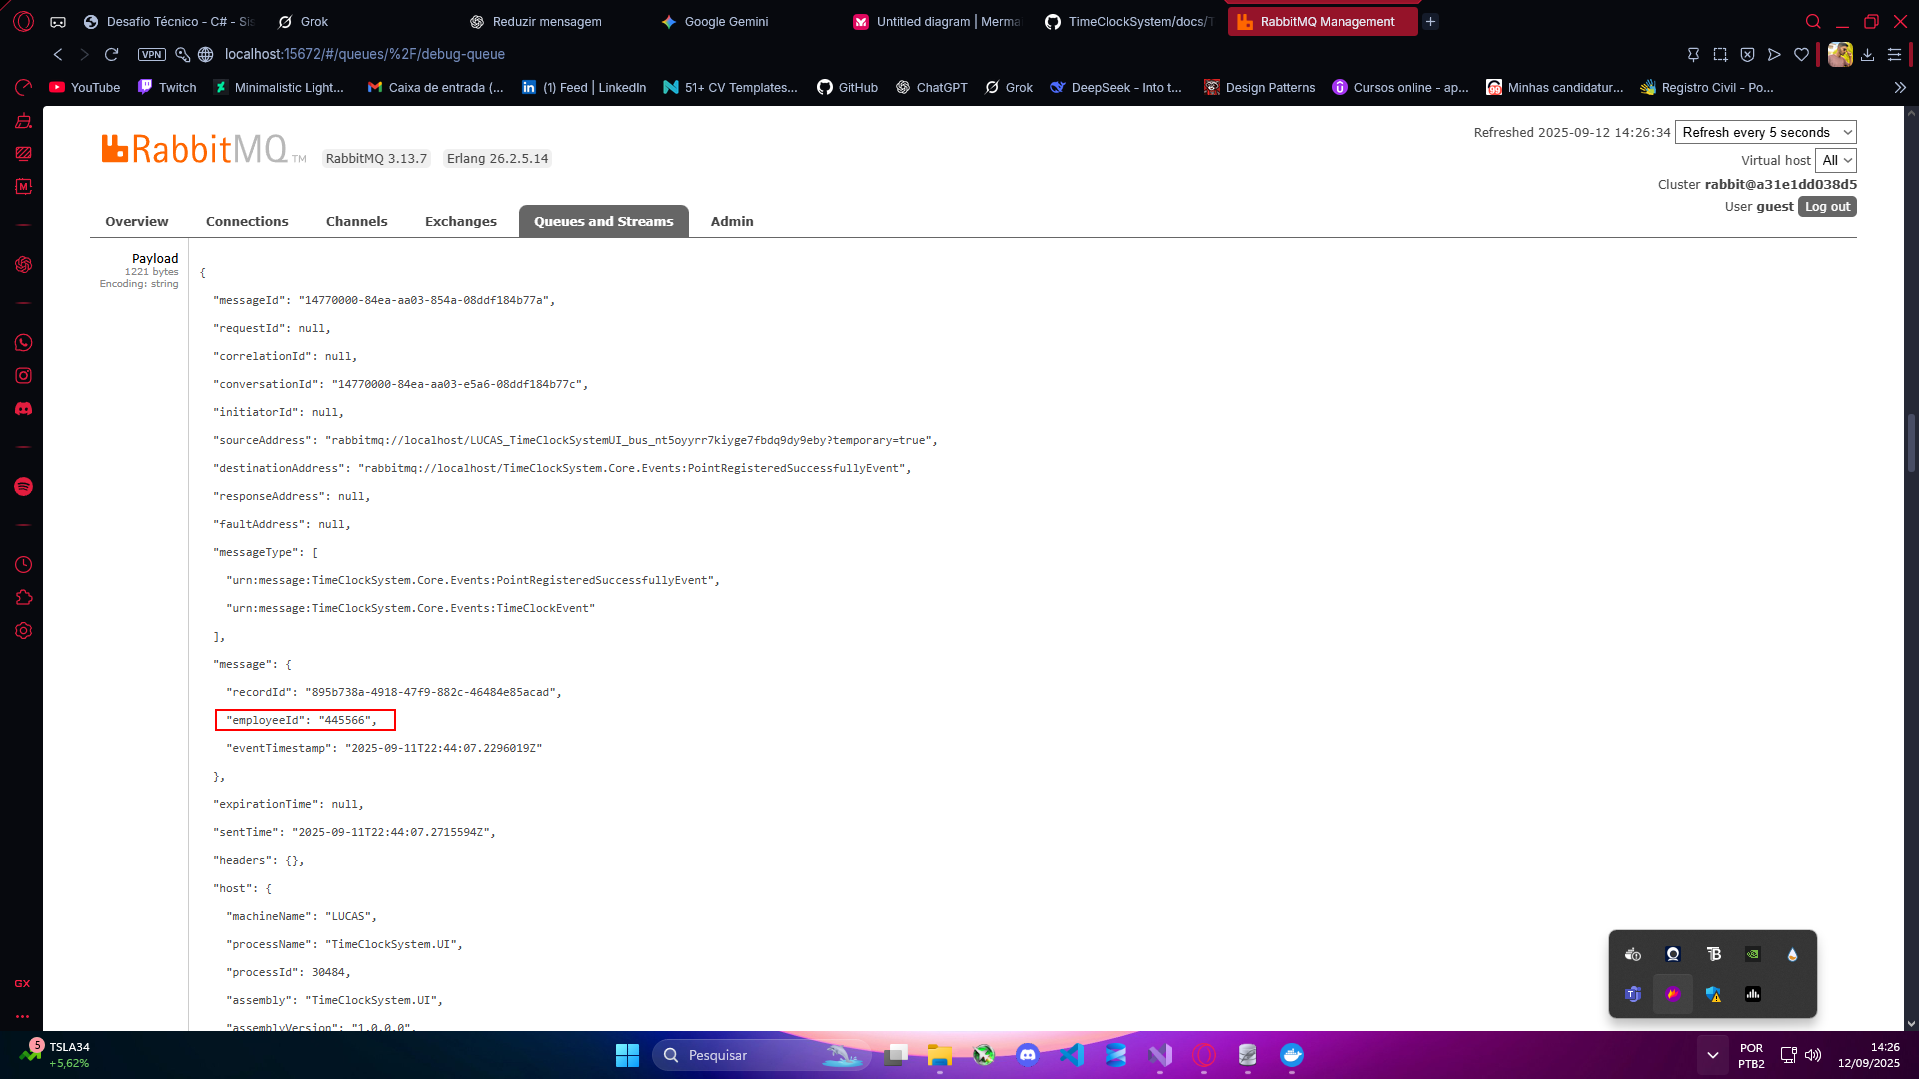 Desafio Técnico - C# - Sis
Grok
Reduzir mensagem
Google Gemini
Untitled diagram | Merma
TimeClockSystem/docs/T
RabbitMQ Management
VPN
localhost:15672/#/queues/%2F/debug-queue
YouTube
Twitch
Minimalistic Light...
Caixa de entrada (...
(1) Feed | LinkedIn
51+ CV Templates...
GitHub
ChatGPT
Grok
DeepSeek - Into t...
Design Patterns
Cursos online - ap...
Minhas candidatur...
Registro Civil - Po...
RabbitMQ TM
RabbitMQ 3.13.7
Erlang 26.2.5.14
Refreshed 2025-09-12 14:26:34
Refresh every 5 seconds
Virtual host
All
Cluster rabbit@a31e1dd038d5
User guest
Log out
Overview
Connections
Channels
Exchanges
Queues and Streams
Admin
Payload
1221 bytes
Encoding: string
{
"messageId": "14770000-84ea-aa03-854a-08ddf184b77a",
"requestId": null,
"correlationId": null,
"conversationId": "14770000-84ea-aa03-e5a6-08ddf184b77c",
"initiatorId": null,
"sourceAddress": "rabbitmq://localhost/LUCAS_TimeClockSystemUI_bus_nt5oyyrr7kiyge7fbdq9dy9eby?temporary=true",
"destinationAddress": "rabbitmq://localhost/TimeClockSystem.Core.Events:PointRegisteredSuccessfullyEvent",
"responseAddress": null,
"faultAddress": null,
"messageType": [
"urn:message:TimeClockSystem.Core.Events:PointRegisteredSuccessfullyEvent",
"urn:message:TimeClockSystem.Core.Events:TimeClockEvent"
],
"message": {
"recordId": "895b738a-4918-47f9-882c-46484e85acad",
"employeeId": "445566",
"eventTimestamp": "2025-09-11T22:44:07.2296019Z"
},
"expirationTime": null,
"sentTime": "2025-09-11T22:44:07.2715594Z",
"headers": {},
"host": {
"machineName": "LUCAS",
"processName": "TimeClockSystem.UI",
"processId": 30484,
"assembly": "TimeClockSystem.UI",
"assemblyVersion": "1.0.0.0",
GX
5
TSLA34
+5,62%
Pesquisar
POR
PTB2
14:26
12/09/2025